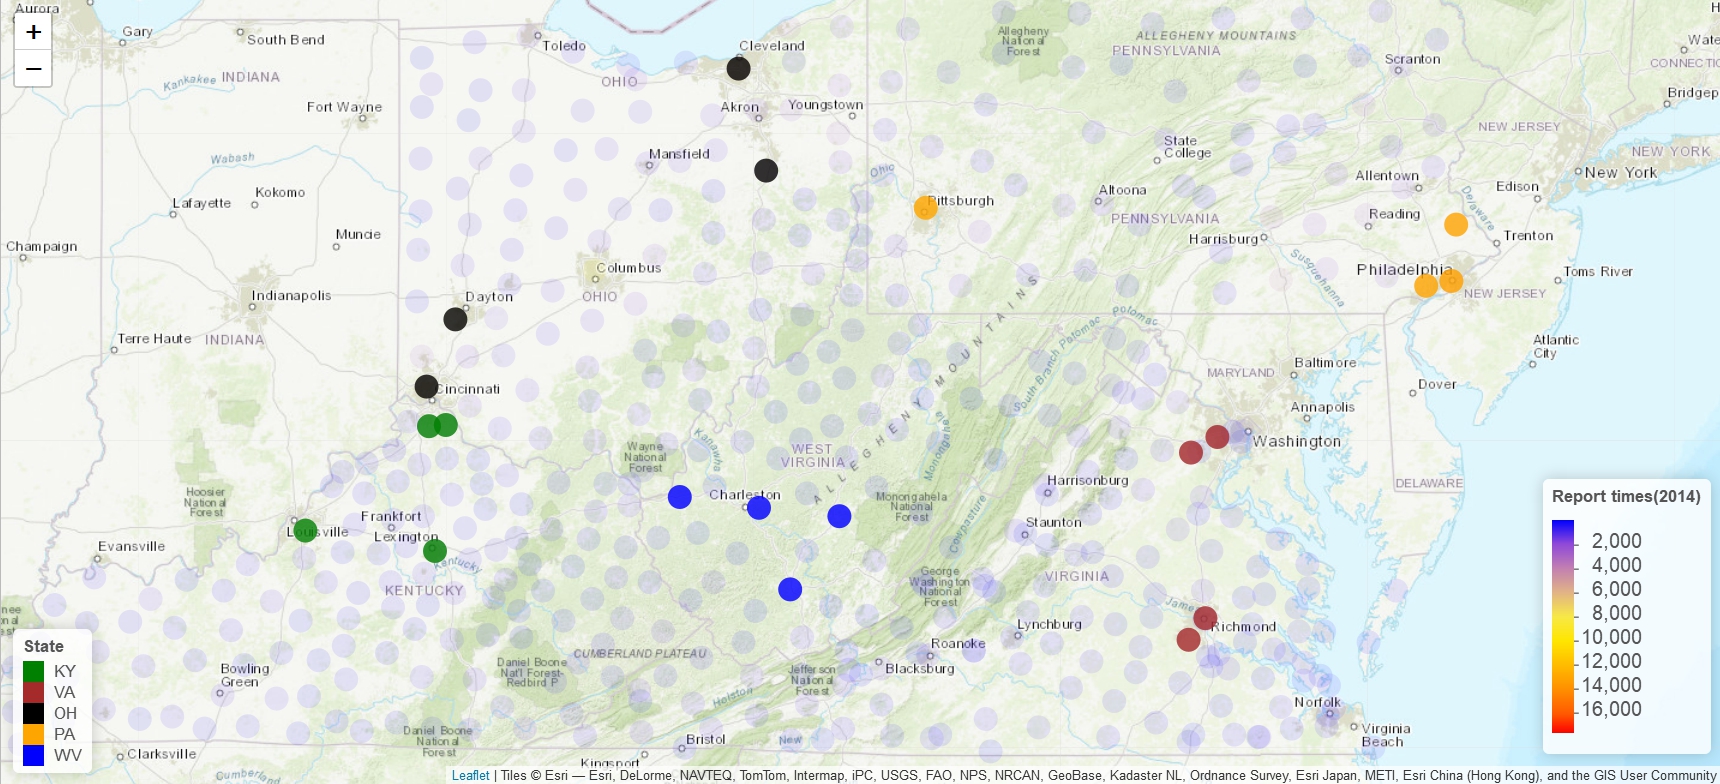 Aurora
Gary
South Bend
Toledo
Cleveland
ALLEGHENY MOUNTAINS
PENNSYLVANIA
Allegheny
National
Forest
Scranton
CONNECTIC
Bridgep
+
−
Kankakee
INDIANA
OHIO
Fort Wayne
Akron
Youngstown
NEW JERSEY
NEW YORK
Wabash
Mansfield
State
College
Ohio
Kokomo
Lafayette
Pittsburgh
Altoona
Allentown
Edison
New York
Delaware
PENNSYLVANIA
Reading
Trenton
Champaign
Muncie
Harrisburg
Susquehanna
Columbus
Philadelphia
Toms River
Indianapolis
Dayton
OHIO
NEW JERSEY
Terre Haute
INDIANA
Potomac
South Branch Potomac
ALLEGHENY MOUNTAINS
Atlantic
City
Baltimore
MARYLAND
Dover
Cincinnati
Annapolis
Washington
Wayne
National
Forest
Kanawha
WEST
VIRGINIA
Monongahela
DELAWARE
Hoosier
National
Forest
Charleston
Monongahela
National
Forest
Harrisonburg
Louisville
Frankfort
Lexington
Staunton
Evansville
Kentucky
KENTUCKY
Cowpasture
George
Washington
National
Forest
VIRGINIA
James
Richmond
Lynchburg
Roanoke
Blacksburg
CUMBERLAND PLATEAU
Daniel Boone
Nat'l Forest-
Redbird P
Jefferson
National
Forest
Holston
Bowling
Green
Norfolk
Virginia
Beach
Daniel Boone
National
Forest
Bristol
New
Clarksville
Kingsport
Cumberland
Report times(2014)
2,000
4,000
6,000
8,000
10,000
12,000
14,000
16,000
State
KY
VA
OH
PA
WV
Leaflet | Tiles © Esri — Esri, DeLorme, NAVTEQ, TomTom, Intermap, iPC, USGS, FAO, NPS, NRCAN, GeoBase, Kadaster NL, Ordnance Survey, Esri Japan, METI, Esri China (Hong Kong), and the GIS User Community